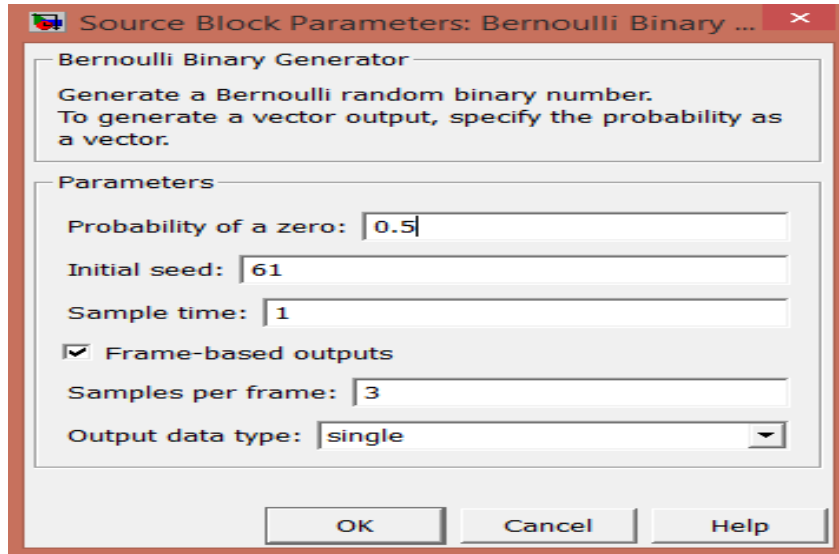 Source Block Parameters: Bernoulli Binary ...
Bernoulli Binary Generator
Generate a Bernoulli random binary number.
To generate a vector output, specify the probability as
a vector.
Parameters
Probability of a zero: 0.5
Initial seed: 61
Sample time: 1
Frame-based outputs
Samples per frame: 3
Output data type: single
OK Cancel Help